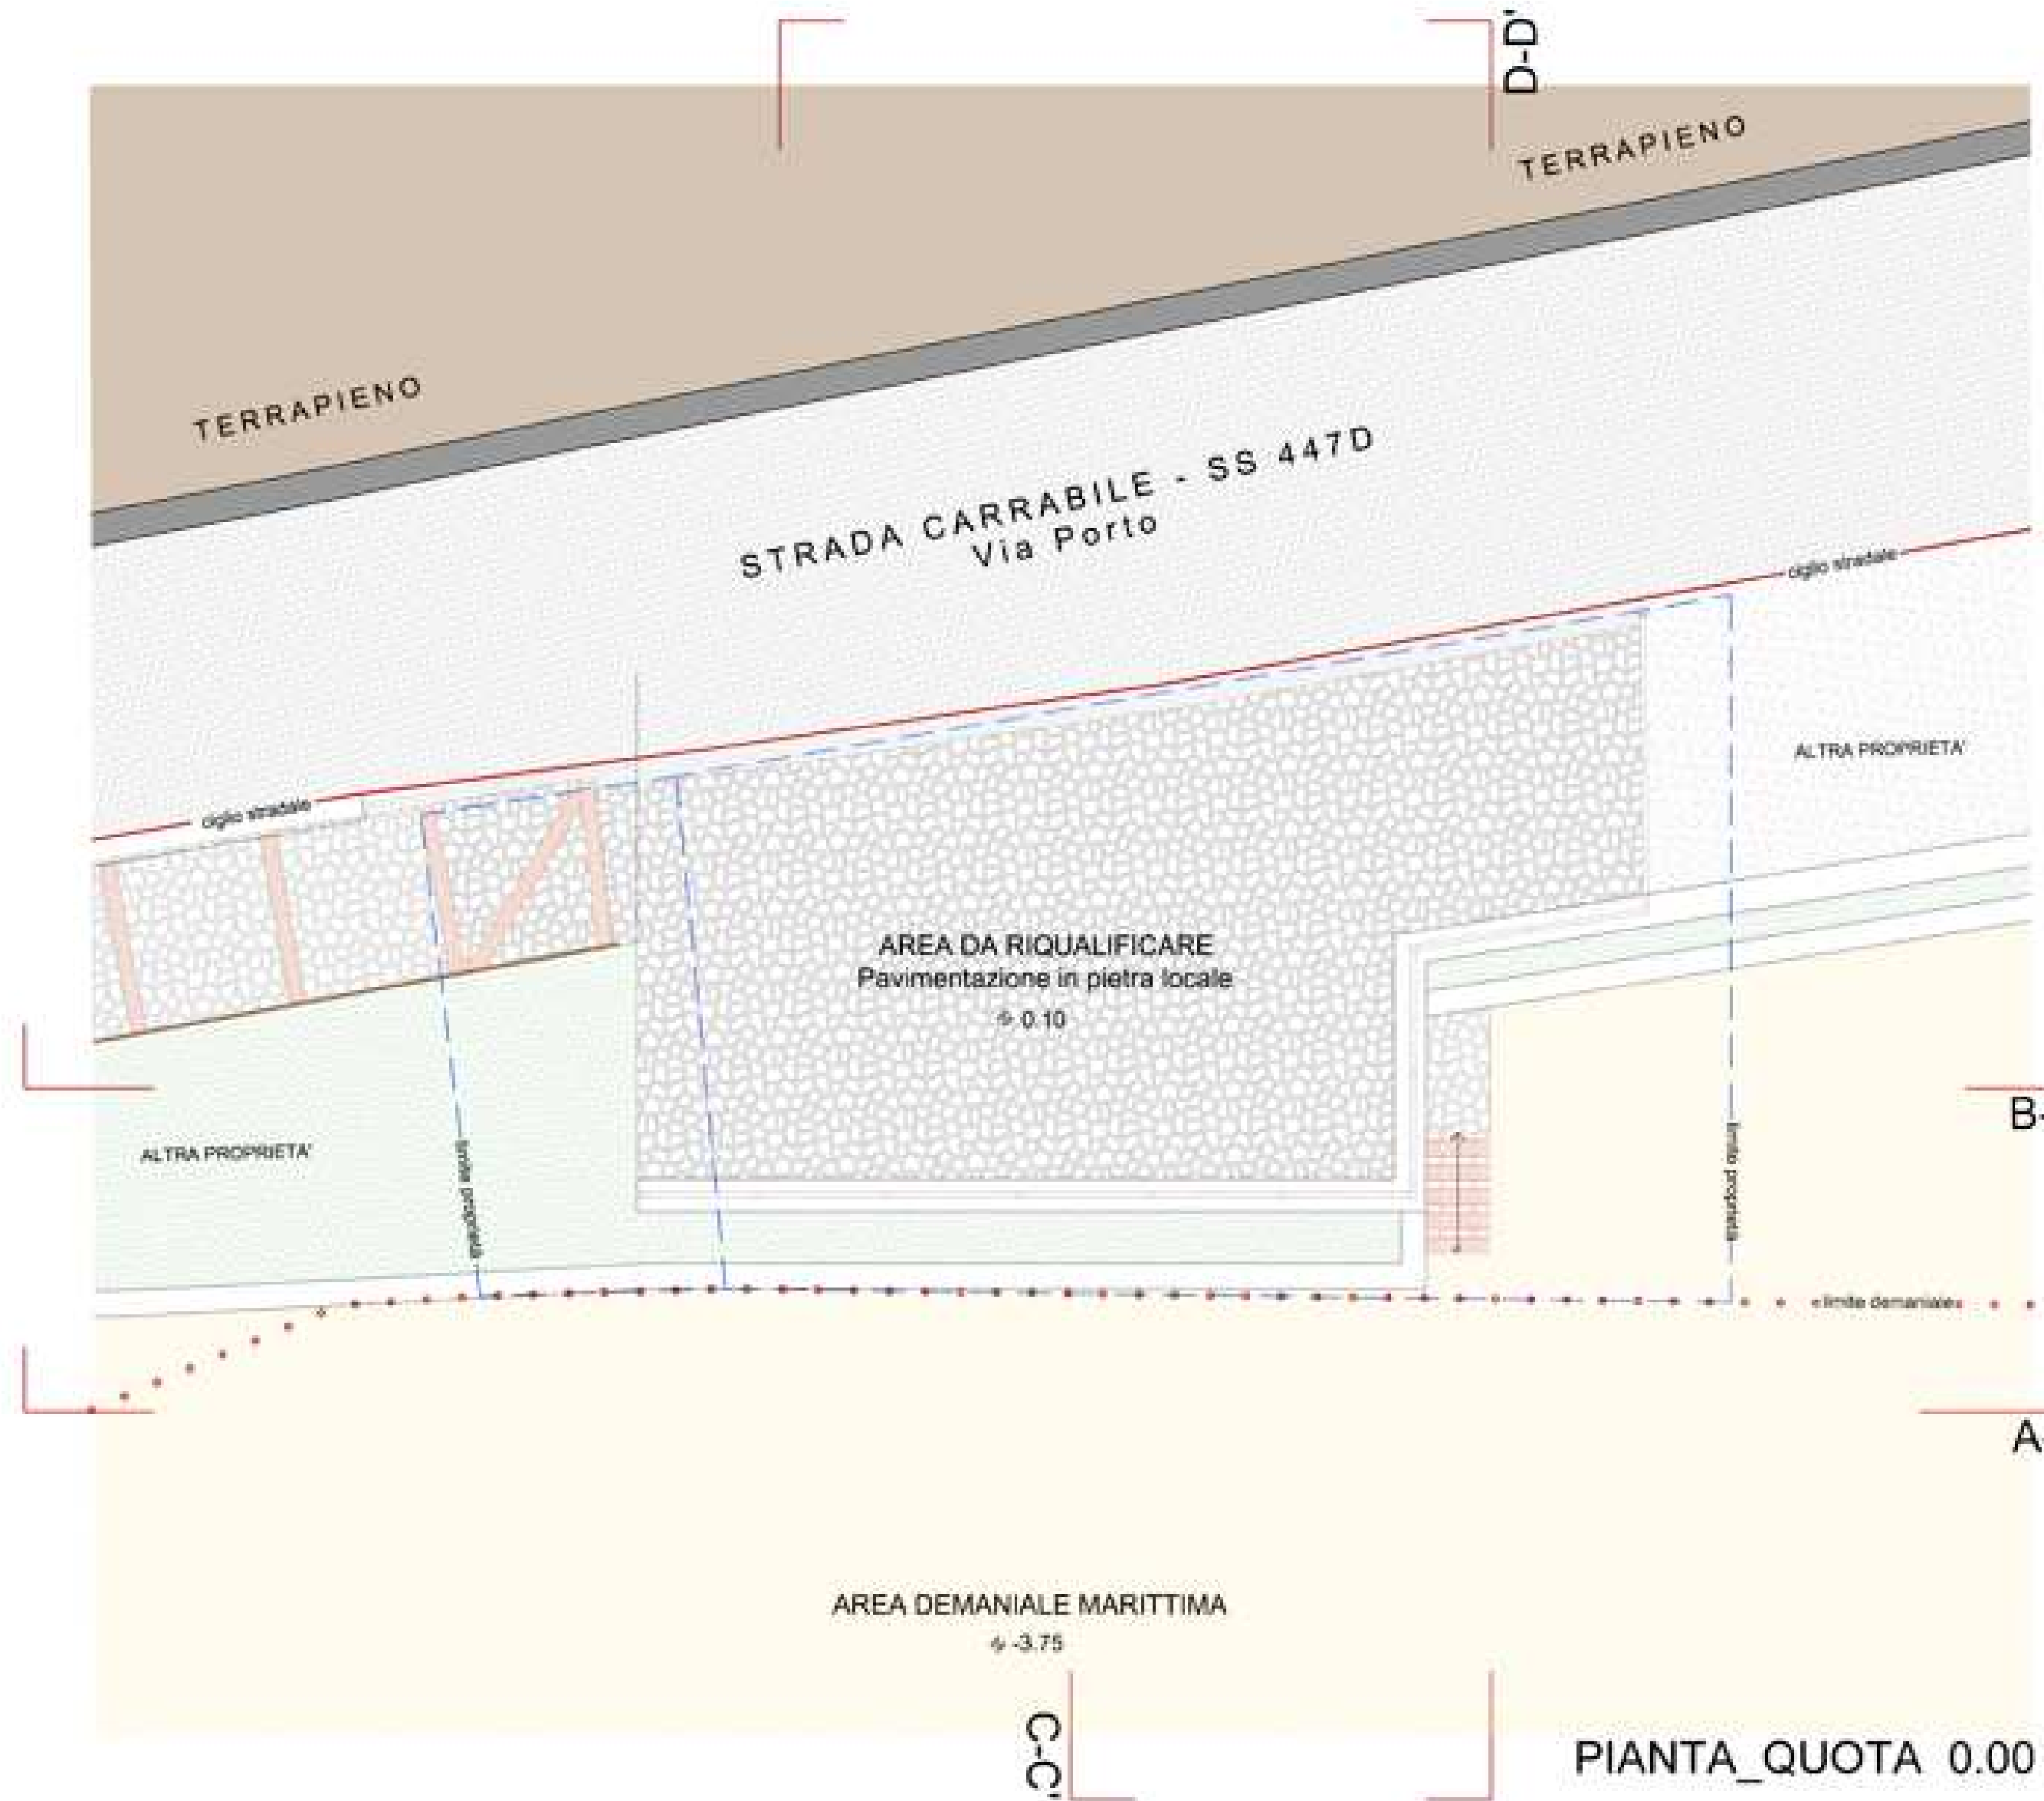 D-D'
TERRAPIENO
TERRAPIENO
STRADA CARRABILE - SS 447D
Via Porto
ciglio stradale
ciglio stradale
ALTRA PROPRIETA'
AREA DA RIQUALIFICARE
Pavimentazione in pietra locale
0.10
B-
ALTRA PROPRIETA'
limite proprietà
limite proprietà
limite demaniale
A-
AREA DEMANIALE MARITTIMA
-3.75
C-C'
PIANTA_QUOTA 0.00